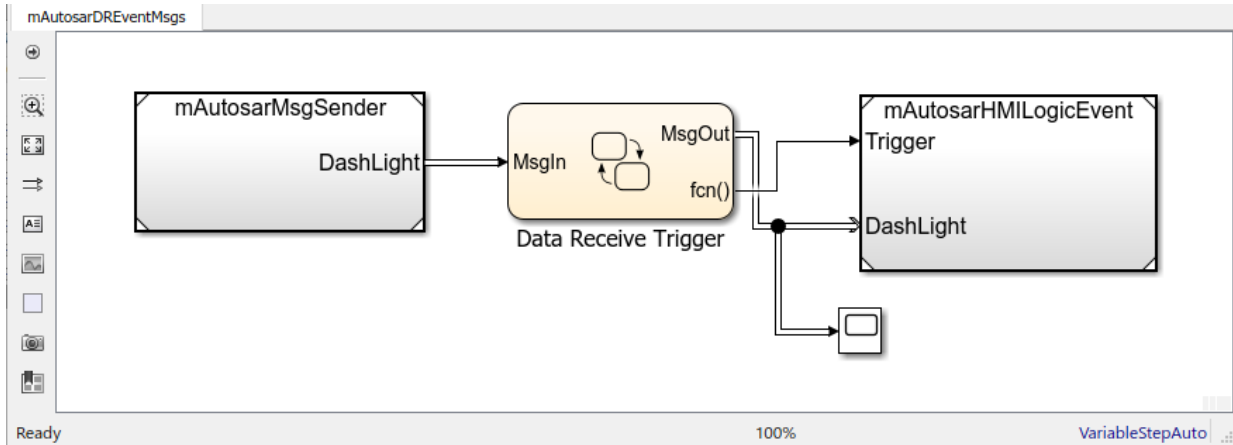 mAutosarDREventMsgs
mAutosarMsgSender
DashLight
MsgIn
MsgOut
fcn()
Data Receive Trigger
mAutosarHMILogicEvent
Trigger
DashLight
Ready
100%
VariableStepAuto